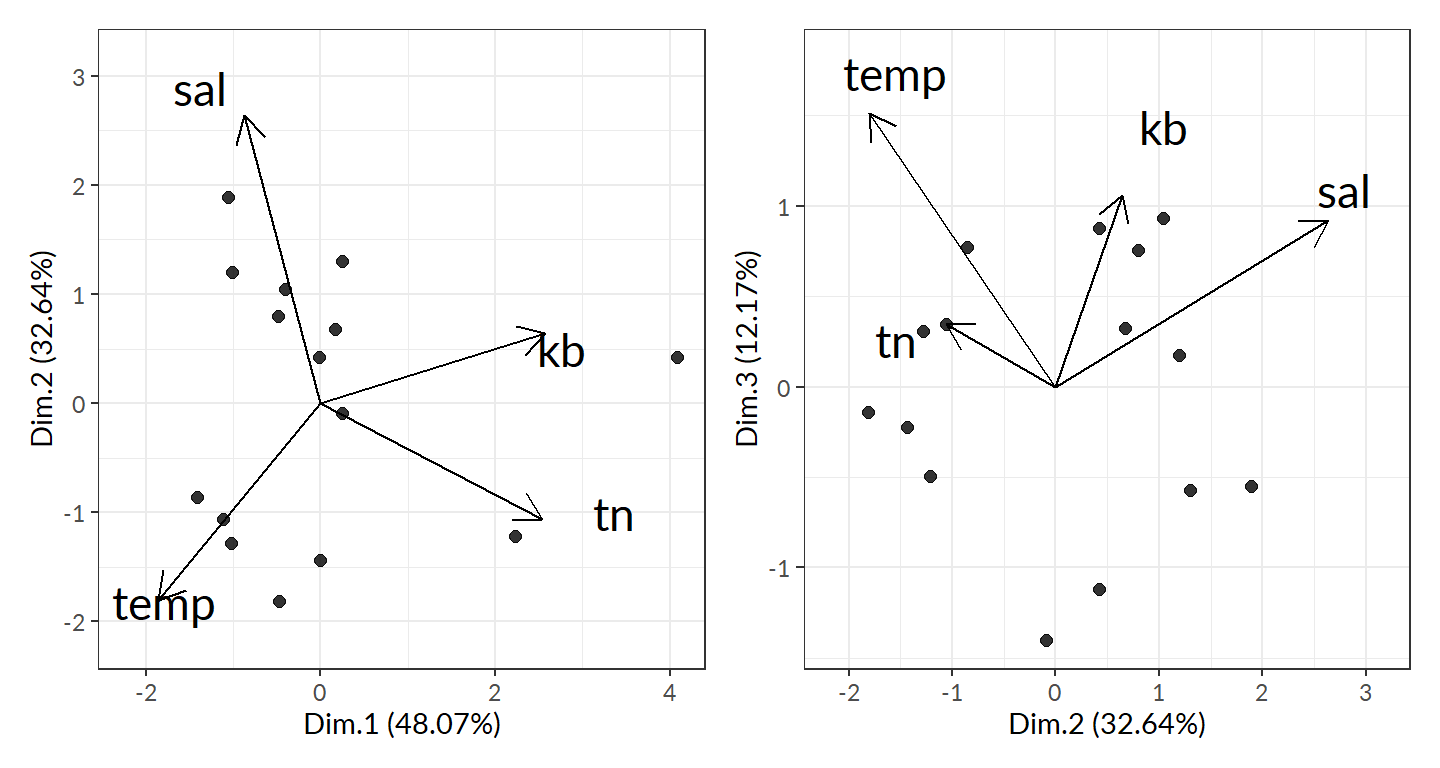 sal
kb
tn
temp
3
2
1
0
-1
-2
-2
0
2
4
Dim.1 (48.07%)
Dim.2 (32.64%)
temp
kb
sal
tn
1
0
-1
-2
-1
0
1
2
3
Dim.2 (32.64%)
Dim.3 (12.17%)